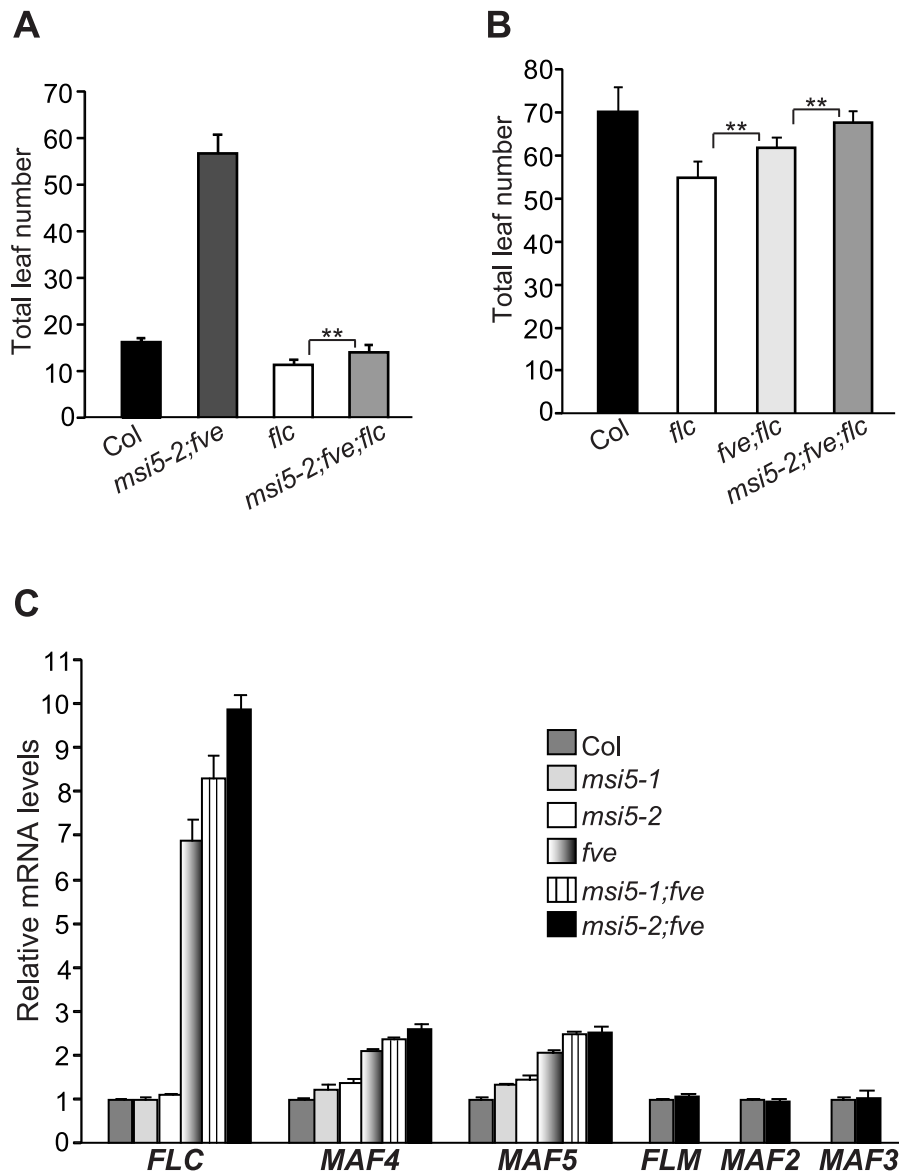 A
Total leaf number
70
60
50
40
30
20
10
0
**
Col
msi5-2;fve
flc
msi5-2;fve;flc
B
Total leaf number
80
70
60
50
40
30
20
10
0
**
**
Col
flc
fve;flc
msi5-2;fve;flc
C
Relative mRNA levels
11
10
9
8
7
6
5
4
3
2
1
0
Col
msi5-1
msi5-2
fve
msi5-1;fve
msi5-2;fve
FLC MAF4 MAF5 FLM MAF2 MAF3